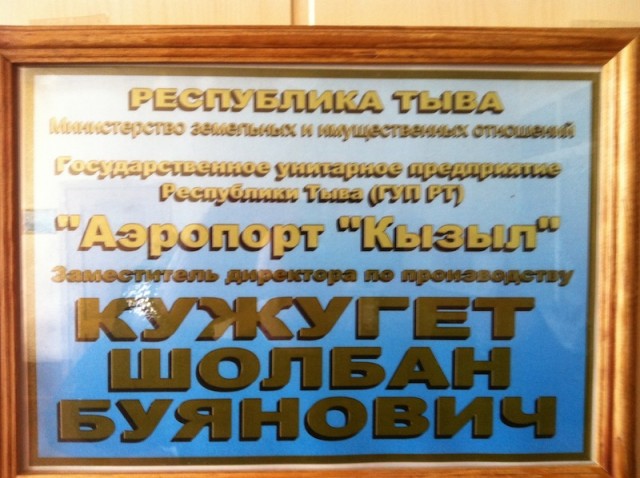 РЕСПУБЛИКА ТЫВА
Министерство земельных и имущественных отношений
Государственное унитарное предприятие
Республики Тыва (ГУП РТ)
"Аэропорт "Кызыл"
Заместитель директора по производству
КУЖУГЕТ
ШОЛБАН
БУЯНОВИЧ